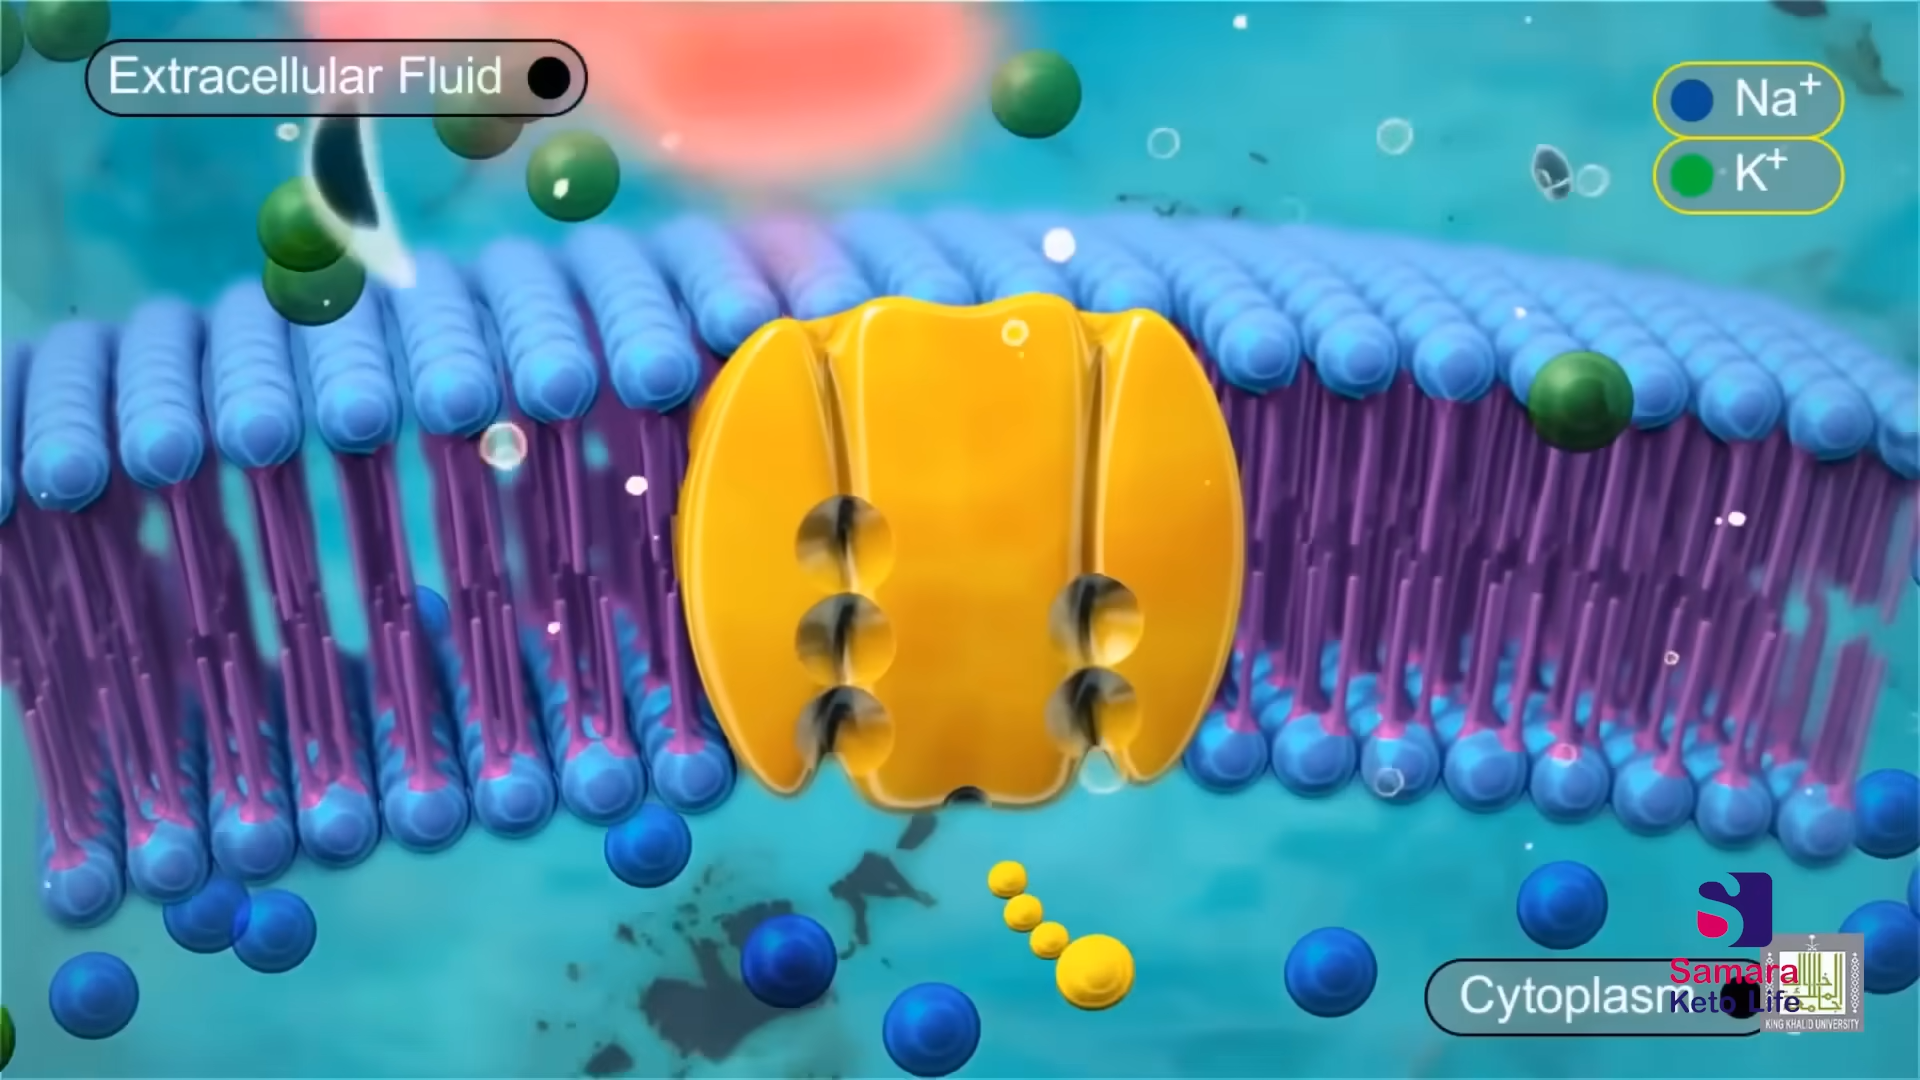 Extracellular Fluid
Na+
K+
Cytoplasm
Samara
Keto Life
KING KHALID UNIVERSITY